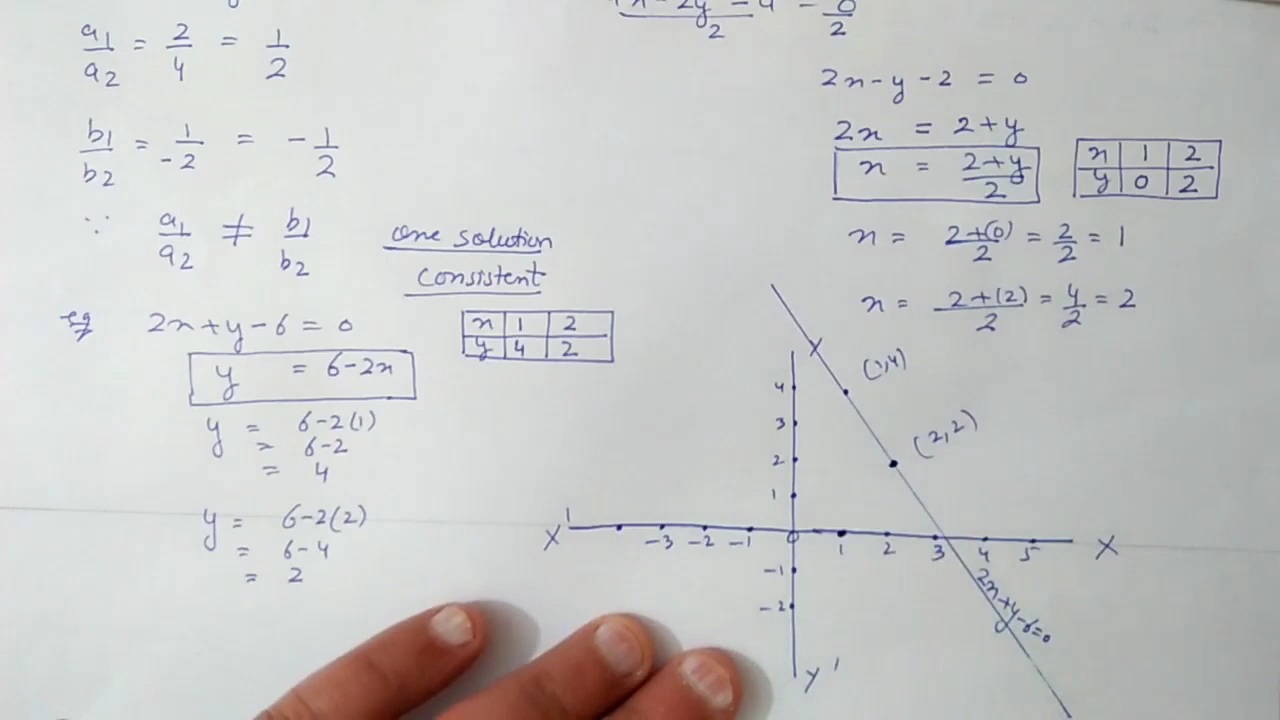 a1/a2 = 2/4 = 1/2
b1/b2 = 1/-2 = -1/2
∵ a1/a2 ≠ b1/b2
one solution
consistent
eg 2x+y-6=0
x 1 2
y 4 2
y = 6-2x
y = 6-2(1)
= 6-2
= 4
y = 6-2(2)
= 6-4
= 2
2x-y-2 = 0
2x = 2+y
x = 2+y/2
x 1 2
y 0 2
x = 2+(0)/2 = 2/2 = 1
x = 2+(2)/2 = 4/2 = 2
Y
(1,4)
(2,2)
4
3
2
1
X' -3 -2 -1 0 1 2 3 4 5 X
-1
-2
2x+y-6=0
Y'